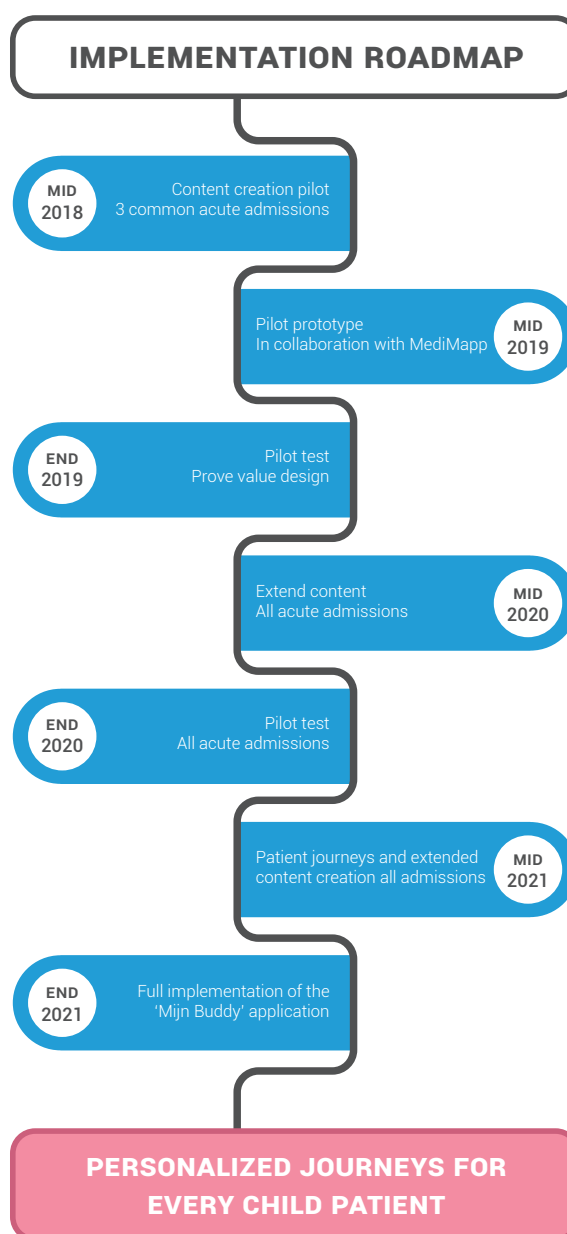 IMPLEMENTATION ROADMAP
MID
2018
Content creation pilot
3 common acute admissions
Pilot prototype
In collaboration with MediMapp
MID
2019
END
2019
Pilot test
Prove value design
Extend content
All acute admissions
MID
2020
END
2020
Pilot test
All acute admissions
Patient journeys and extended
content creation all admissions
MID
2021
END
2021
Full implementation of the
‘Mijn Buddy’ application
PERSONALIZED JOURNEYS FOR
EVERY CHILD PATIENT